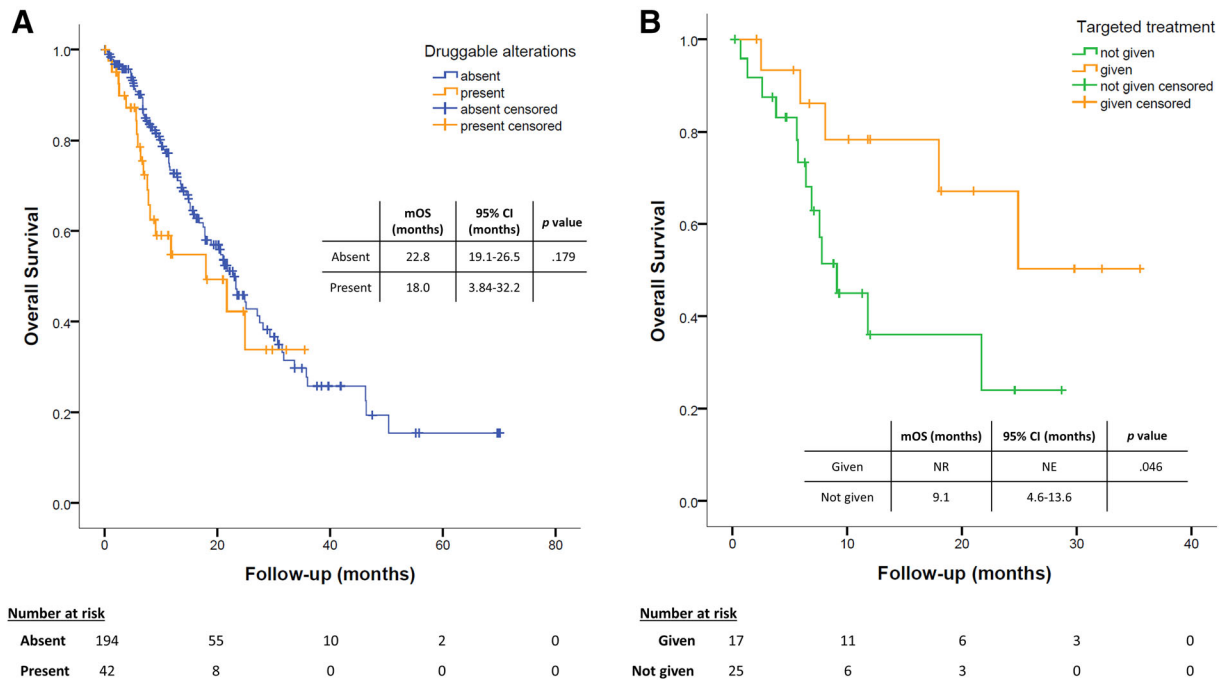 A
Druggable alterations
absent
present
absent censored
present censored
1.0
0.8
0.6
0.4
0.2
0.0
Overall Survival
mOS (months) 95% CI (months) p value
Absent 22.8 19.1-26.5 .179
Present 18.0 3.84-32.2
0 20 40 60 80
Follow-up (months)
Number at risk
Absent 194 55 10 2 0
Present 42 8 0 0 0
B
Targeted treatment
not given
given
not given censored
given censored
1.0
0.8
0.6
0.4
0.2
0.0
Overall Survival
mOS (months) 95% CI (months) p value
Given NR NE .046
Not given 9.1 4.6-13.6
0 10 20 30 40
Follow-up (months)
Number at risk
Given 17 11 6 3 0
Not given 25 6 3 0 0